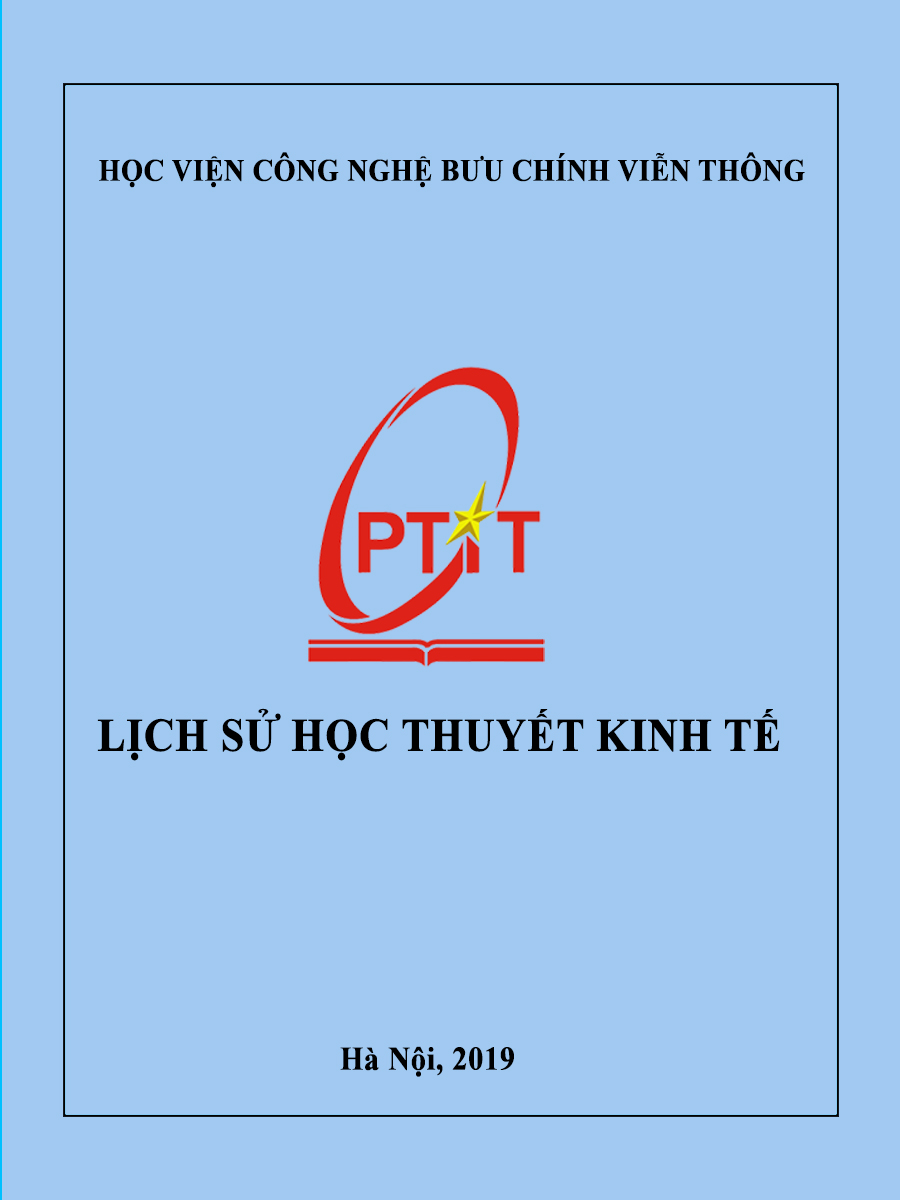 HỌC VIỆN CÔNG NGHỆ BƯU CHÍNH VIỄN THÔNG
PTIT
LỊCH SỬ HỌC THUYẾT KINH TẾ
Hà Nội, 2019